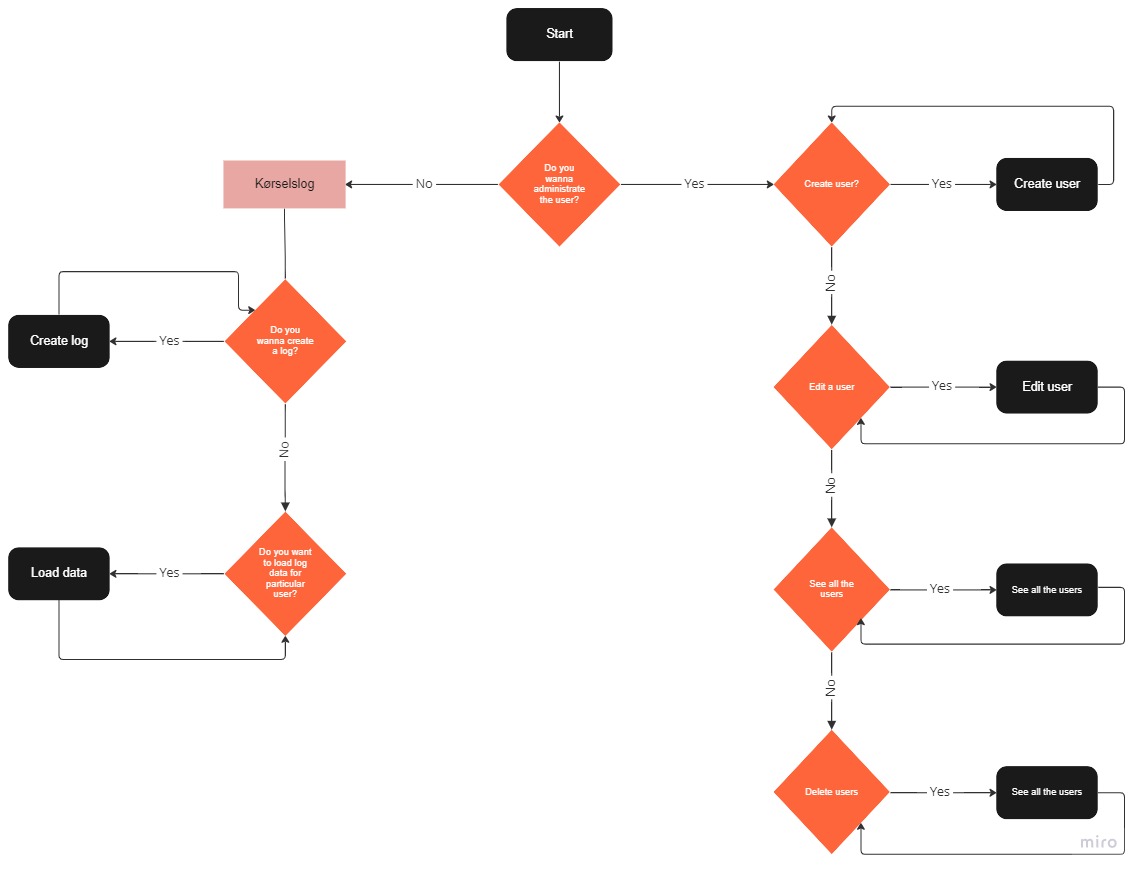 Start
Do you
wanna
administrate
the user?
No
Kørselslog
Yes
Create user?
Yes
Create user
No
Do you
wanna create
a log?
Yes
Create log
No
Do you want
to load log
data for
particular
user?
Yes
Load data
Edit a user
Yes
Edit user
No
See all the
users
Yes
See all the users
No
Delete users
Yes
See all the users
miro